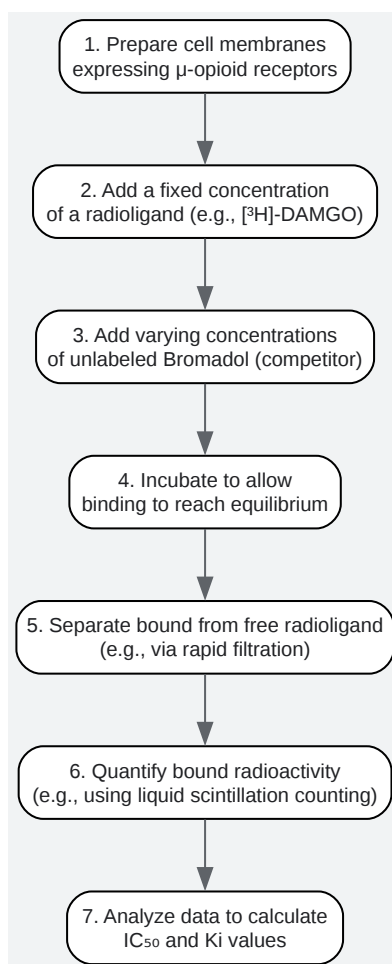 1. Prepare cell membranes
expressing μ-opioid receptors
2. Add a fixed concentration
of a radioligand (e.g., [³H]-DAMGO)
3. Add varying concentrations
of unlabeled Bromadol (competitor)
4. Incubate to allow
binding to reach equilibrium
5. Separate bound from free radioligand
(e.g., via rapid filtration)
6. Quantify bound radioactivity
(e.g., using liquid scintillation counting)
7. Analyze data to calculate
IC₅₀ and Ki values